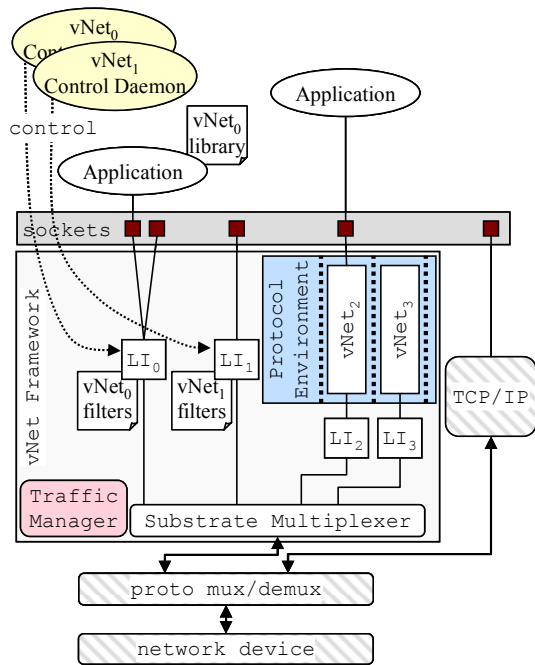 vNet0
Cont
vNet1
Control Daemon
control
Application
vNet0
library
Application
sockets
vNet Framework
Protocol
Environment
vNet2
vNet3
LI0
LI1
vNet0
filters
vNet1
filters
TCP/IP
LI2
LI3
Traffic
Manager
Substrate Multiplexer
proto mux/demux
network device